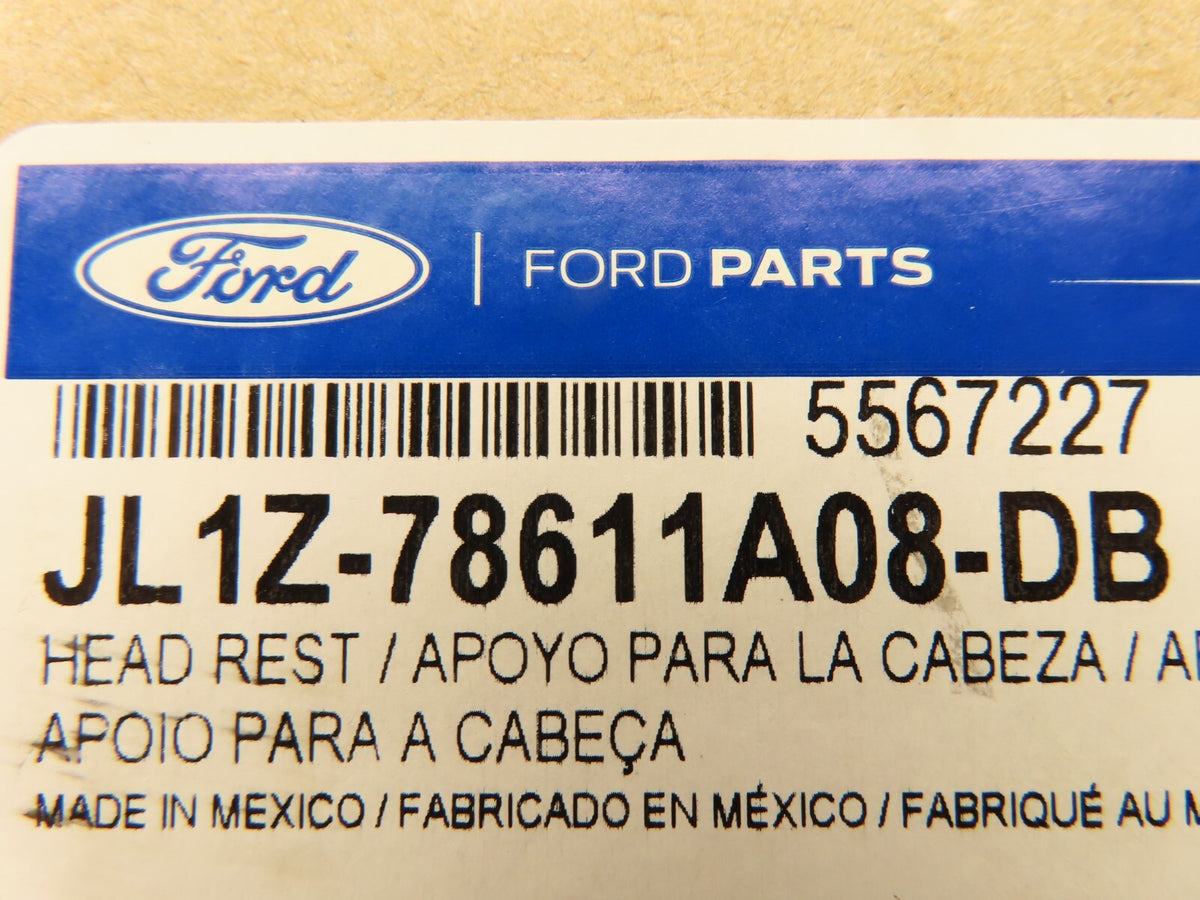 Ford | FORD PARTS
5567227
JL1Z-78611A08-DB
HEAD REST / APOYO PARA LA CABEZA /
APOIO PARA A CABEÇA
MADE IN MEXICO / FABRICADO EN MÉXICO / FABRIQUÉ AU